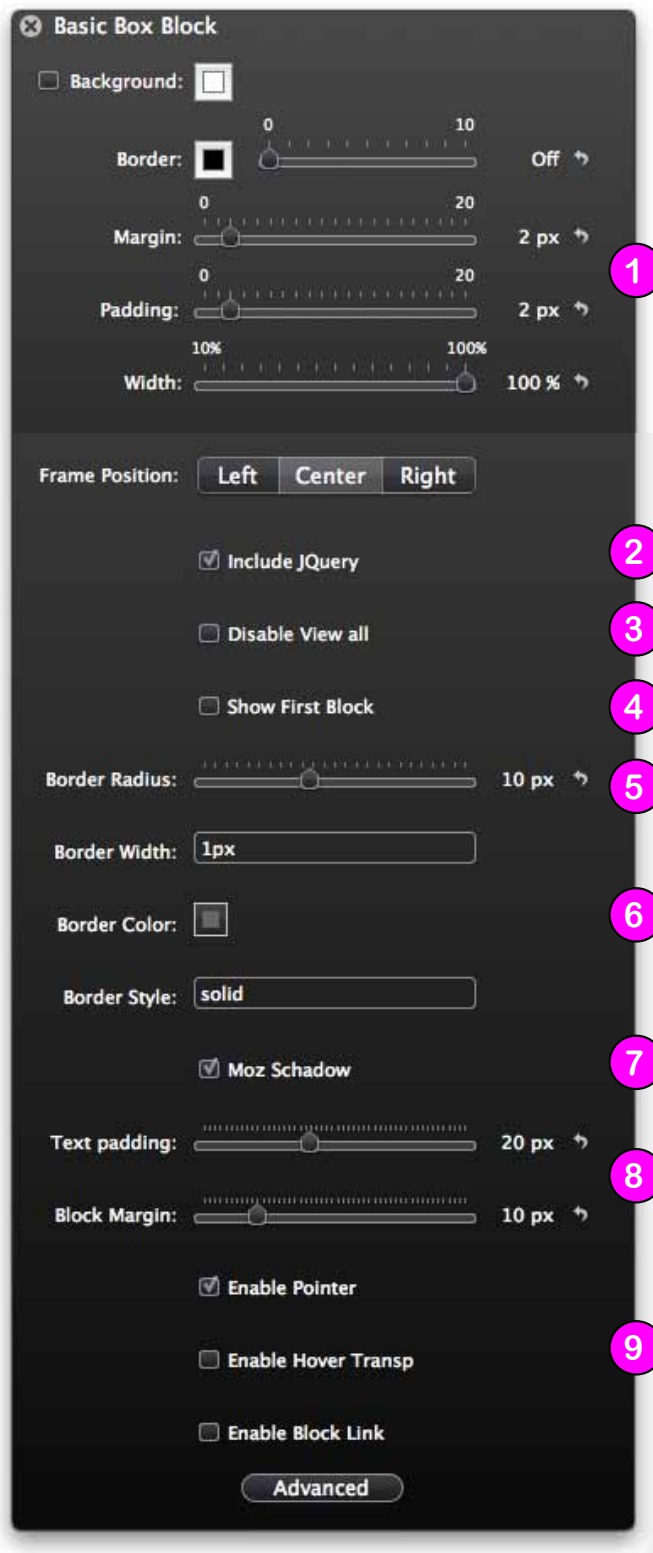 Basic Box Block
Background:
0 10
Border: Off
0 20
Margin: 2 px
1
0 20
Padding: 2 px
10% 100%
Width: 100 %
Frame Position: Left Center Right
Include JQuery 2
Disable View all 3
Show First Block 4
Border Radius: 10 px 5
Border Width: 1px
Border Color: 6
Border Style: solid
Moz Schadow 7
Text padding: 20 px
8
Block Margin: 10 px
Enable Pointer
Enable Hover Transp 9
Enable Block Link
Advanced